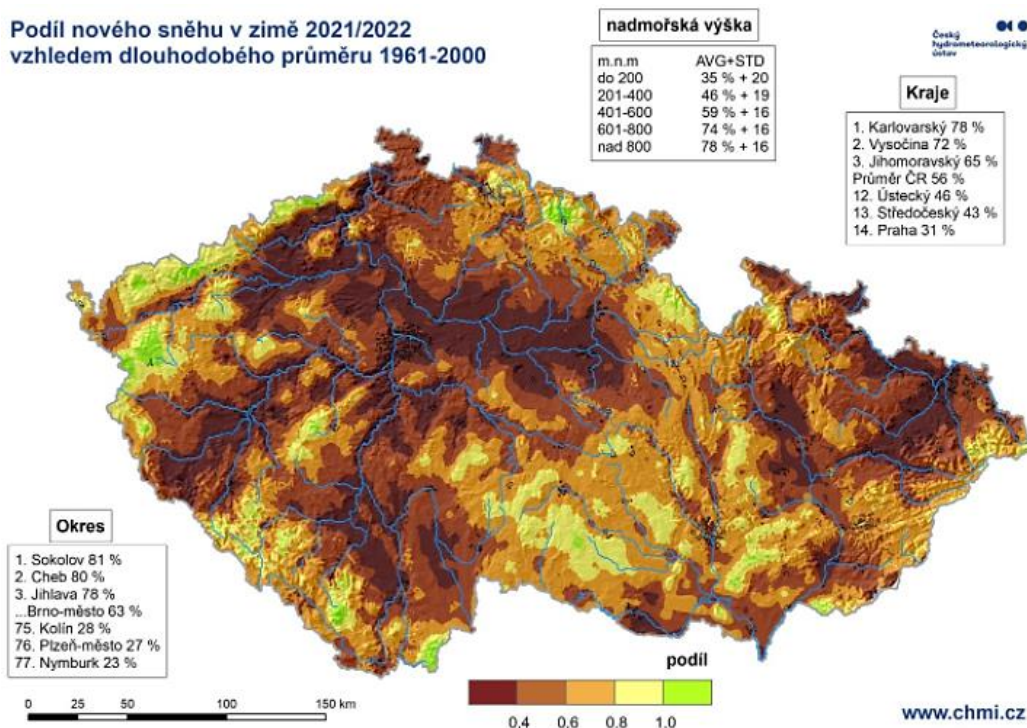 Podíl nového sněhu v zimě 2021/2022
vzhledem dlouhodobého průměru 1961-2000
nadmořská výška
m.n.m AVG+STD
do 200 35 % + 20
201-400 46 % + 19
401-600 59 % + 16
601-800 74 % + 16
nad 800 78 % + 16
Český
hydrometeorologický
ústav
Kraje
1. Karlovarský 78 %
2. Vysočina 72 %
3. Jihomoravský 65 %
Průměr ČR 56 %
12. Ústecký 46 %
13. Středočeský 43 %
14. Praha 31 %
Okres
1. Sokolov 81 %
2. Cheb 80 %
3. Jihlava 78 %
...Brno-město 63 %
75. Kolín 28 %
76. Plzeň-město 27 %
77. Nymburk 23 %
0 25 50 100 150 km
podíl
0.4 0.6 0.8 1.0
www.chmi.cz